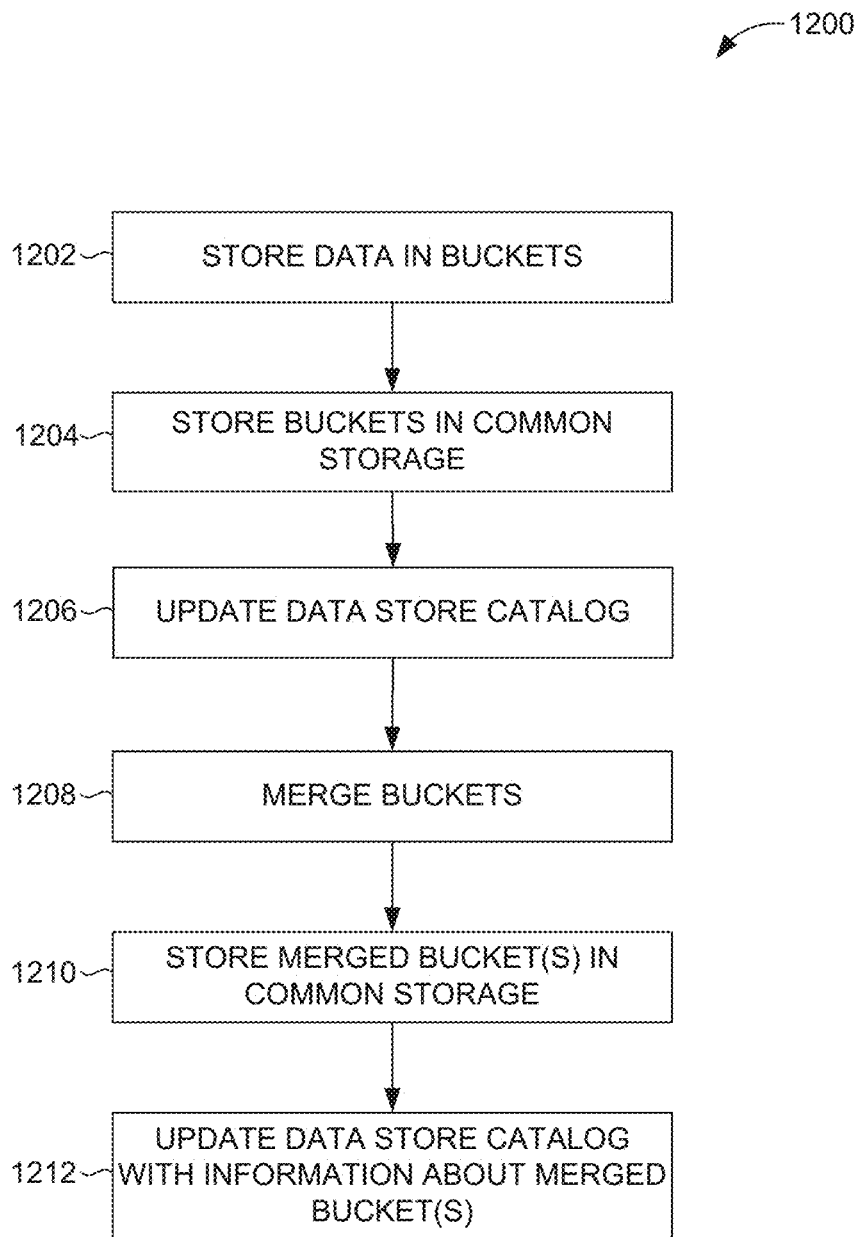 1200
1202
STORE DATA IN BUCKETS
1204
STORE BUCKETS IN COMMON
STORAGE
1206
UPDATE DATA STORE CATALOG
1208
MERGE BUCKETS
1210
STORE MERGED BUCKET(S) IN
COMMON STORAGE
1212
UPDATE DATA STORE CATALOG
WITH INFORMATION ABOUT MERGED
BUCKET(S)